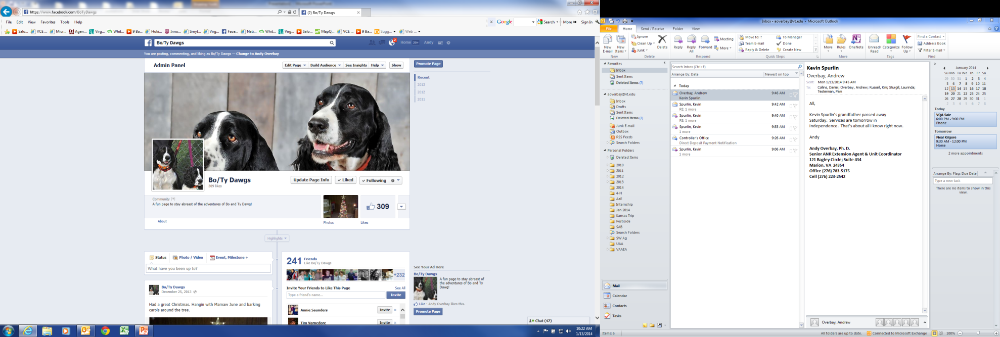 https://www.facebook.com/BoTyDawgs
(2) Bo/Ty Dawgs
File Edit View Favorites Tools Help
x Google Search More » Sign In
Salo... VCE ... Micr... Agen... Virg... Whit... 9 Ba... Hoki... Inno... Smyt... Virg... Face... Nati... Whit... Virg... Salo... MapQ... VCE ... 9 Ba... Sugg... Web ...
Bo/Ty Dawgs
2
Home 20+ Andy
You are posting, commenting, and liking as Bo/Ty Dawgs — Change to Andy Overbay
Admin Panel
Edit Page Build Audience See Insights Help Show
Promote Page
Recent
2013
2012
2011
Bo/Ty Dawgs
309 likes
Update Page Info Liked Following
Community [?]
A fun page to stay abreast of the adventures of Bo and Ty Dawg!
About
309
Photos Likes
Highlights
Status Photo / Video Event, Milestone +
What have you been up to?
Bo/Ty Dawgs
December 25, 2013
Had a great Christmas. Hangin with Mamaw June and barking
carols around the tree.
241 Friends
Like Bo/Ty Dawgs
+232
Invite Your Friends to Like This Page See All
Type a friend's name... Invite
Annie Saunders Invite
Tim Varnedore Invite
See Your Ad Here
Bo/Ty Dawgs
A fun page to stay abreast of
the adventures of Bo and Ty
Dawg!
Like · Andy Overbay likes this.
Promote Page
Chat (47)
10:22 AM
1/13/2014
Inbox - aoverbay@vt.edu - Microsoft Outlook
File Home Send / Receive Folder View
New E-mail
New Items
New
Ignore
Clean Up
Junk
Delete
Delete
Reply
Reply All
Forward
Meeting
More
Respond
Move to: ?
Team E-mail
Reply & Delete
To Manager
Done
Create New
Quick Steps
Move
Rules
OneNote
Move
Unread/ Read
Categorize
Follow Up
Tags
Find a Contact
Address Book
Filter E-mail
Find
Favorites
Inbox
Sent Items
Deleted Items (7)
aoverbay@vt.edu
Inbox
Drafts
Sent Items
Deleted Items (7)
Junk E-mail
Outbox
RSS Feeds
Search Folders
Personal Folders
Deleted Items
2010
2011
2012
2013
2014
4-H
AaE
Internship
Jan 2014
Kansas Trip
Pesticide
SAB
Search Folders
SW Ag
UAA
VAAEA
Mail
Calendar
Contacts
Tasks
Search Inbox (Ctrl+E)
Arrange By: Date Newest on top
Today
Overbay, Andrew 9:46 AM
Kevin Spurlin
Spurlin, Kevin 9:42 AM
RE: 1 more
Spurlin, Kevin 9:40 AM
RE: 1 more
Spurlin, Kevin 9:33 AM
1 more
Controller's Office 9:26 AM
Direct Deposit Payment Notification
Spurlin, Kevin 9:06 AM
1 more
Kevin Spurlin
Overbay, Andrew
Sent: Mon 1/13/2014 9:45 AM
To: Collins, Daniel; Overbay, Andrew; Russell, Kim; Sturgill, Laurinda;
Testerman, Pam
All,
Kevin Spurlin's grandfather passed away
Saturday. Services are tomorrow in
Independence. That's about all I know right now.
Andy
Andy Overbay, Ph. D.
Senior ANR Extension Agent & Unit Coordinator
121 Bagley Circle; Suite 434
Marion, VA 24354
Office (276) 783-5175
Cell (276) 223-2542
Overbay, Andrew
January 2014
Su Mo Tu We Th Fr Sa
29 30 31 1 2 3 4
5 6 7 8 9 10 11
12 13 14 15 16 17 18
19 20 21 22 23 24 25
26 27 28 29 30 31 1
2 3 4 5 6 7 8
Today
VQA Sale
6:00 PM - 9:00 PM
Phone
Tomorrow
Neal Kilgore
9:30 AM - 12:00 PM
Home
2 more appointments
Arrange By: Flag: Due Date
Type a new task
There are no items to show in this
view.
Items: 6
All folders are up to date. Connected to Microsoft Exchange 100%